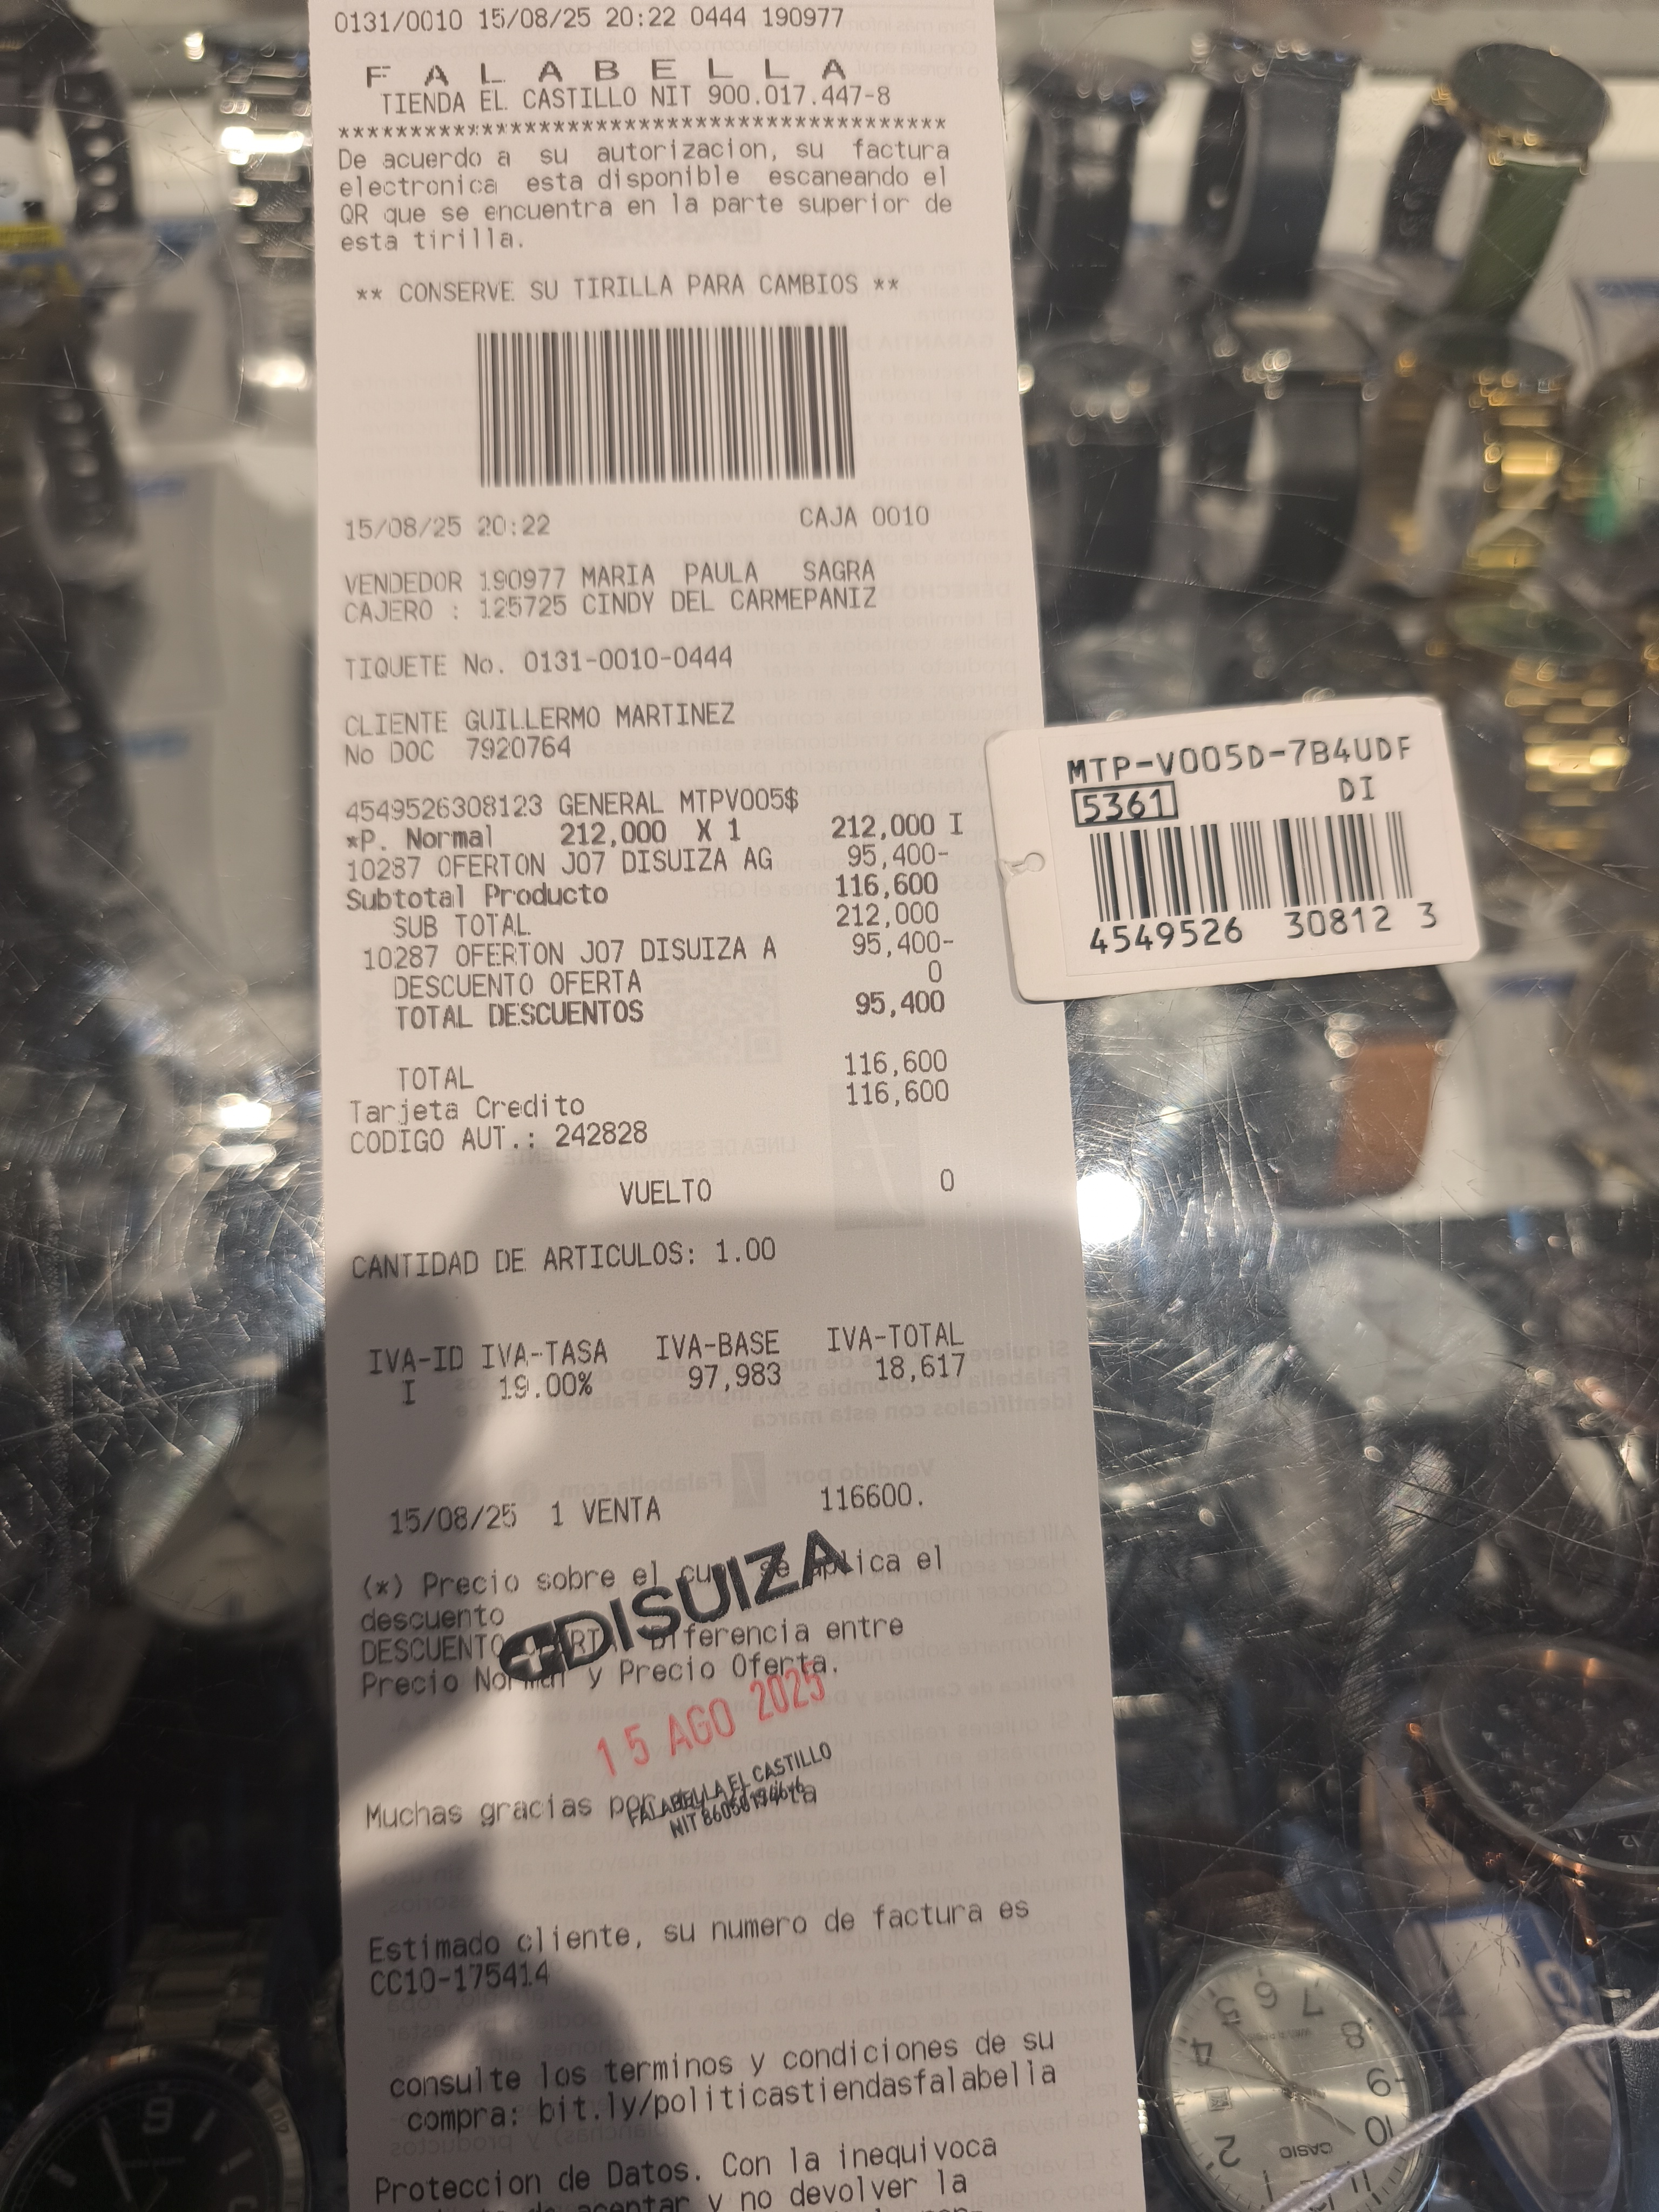 0131/0010 15/08/25 20:22 0444 190977
FALABELLA
TIENDA EL CASTILLO NIT 900.017.447-8
******************************************
De acuerdo a su autorizacion, su factura
electronica esta disponible escaneando el
QR que se encuentra en la parte superior de
esta tirilla.
** CONSERVE SU TIRILLA PARA CAMBIOS **
15/08/25 20:22 CAJA 0010
VENDEDOR 190977 MARIA PAULA SAGRA
CAJERO : 125725 CINDY DEL CARMEPANIZ
TIQUETE No. 0131-0010-0444
CLIENTE GUILLERMO MARTINEZ
No DOC 7920764
4549526308123 GENERAL MTPV005$
*P. Normal 212,000 X 1 212,000 I
10287 OFERTON J07 DISUIZA AG 95,400-
Subtotal Producto 116,600
SUB TOTAL 212,000
10287 OFERTON J07 DISUIZA A 95,400-
DESCUENTO OFERTA 0
TOTAL DESCUENTOS 95,400
TOTAL 116,600
Tarjeta Credito 116,600
CODIGO AUT.: 242828
VUELTO 0
CANTIDAD DE ARTICULOS: 1.00
IVA-ID IVA-TASA IVA-BASE IVA-TOTAL
I 19.00% 97,983 18,617
15/08/25 1 VENTA 116600.
(*) Precio sobre el se aplica el
descuento
DESCUENTO Diferencia entre
Precio Normal y Precio Oferta.
DISUIZA
15 AGO 2025
FALABELLA EL CASTILLO
Muchas gracias por
NIT
Estimado cliente, su numero de factura es
CC10-175414
consulte los terminos y condiciones de su
compra: bit.ly/politicastiendasfalabella
Proteccion de Datos. Con la inequivoca
de aceptar y no devolver la
MTP-V005D-7B4UDF
5361 DI
4549526 30812 3
CASIO